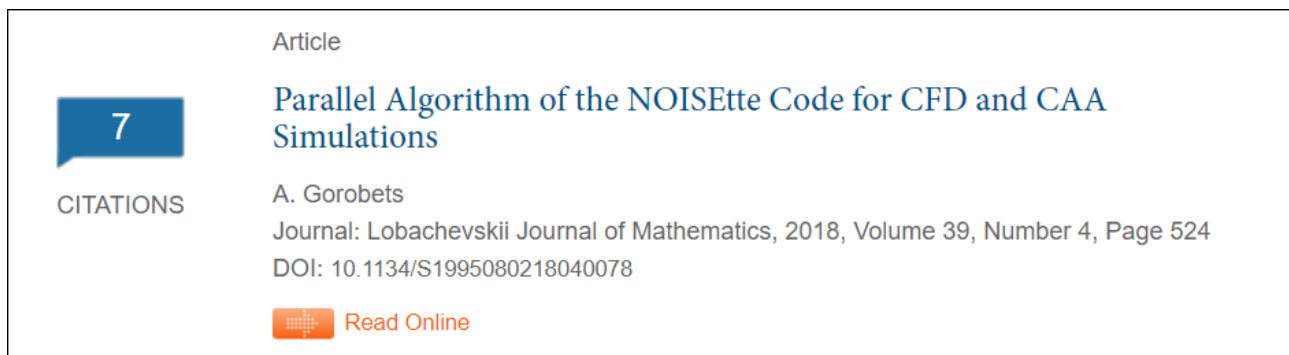 Article
7
Parallel Algorithm of the NOISEtte Code for CFD and CAA
Simulations
CITATIONS
A. Gorobets
Journal: Lobachevskii Journal of Mathematics, 2018, Volume 39, Number 4, Page 524
DOI: 10.1134/S1995080218040078
Read Online